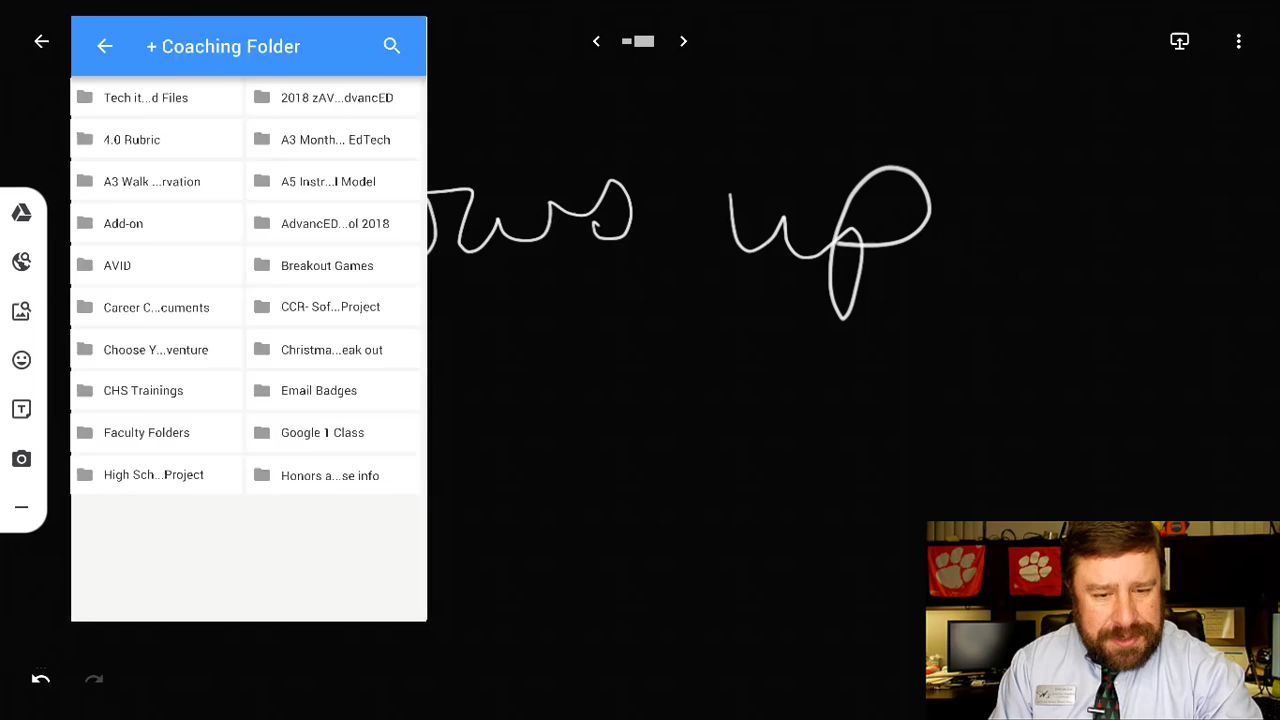 + Coaching Folder
Tech it...d Files
2018 zAV...dvancED
4.0 Rubric
A3 Month... EdTech
A3 Walk ...rvation
A5 Instr...l Model
Add-on
AdvancED...ol 2018
AVID
Breakout Games
Career C...cuments
CCR- Sof...Project
Choose Y...venture
Christma...eak out
CHS Trainings
Email Badges
Faculty Folders
Google 1 Class
High Sch...Project
Honors a...se info
ows up
T